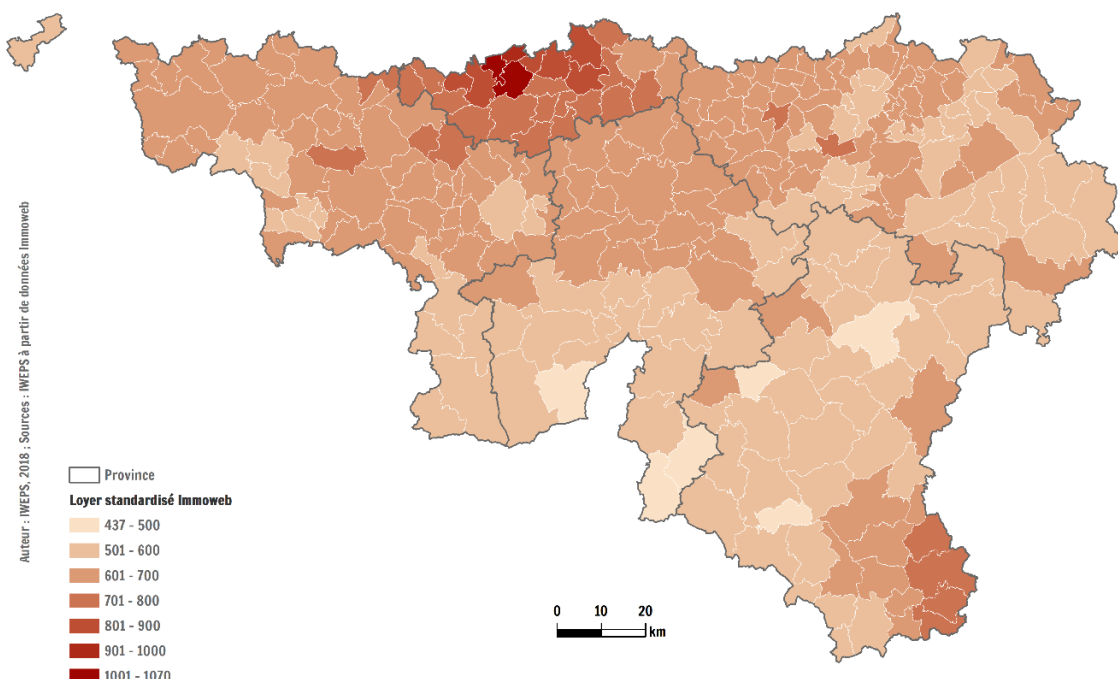 Auteur : IWEPS, 2018 ; Sources : IWEPS à partir de données Immoweb
Province
Loyer standardisé Immoweb
437 - 500
501 - 600
601 - 700
701 - 800
801 - 900
901 - 1000
1001 - 1070
0 10 20
km